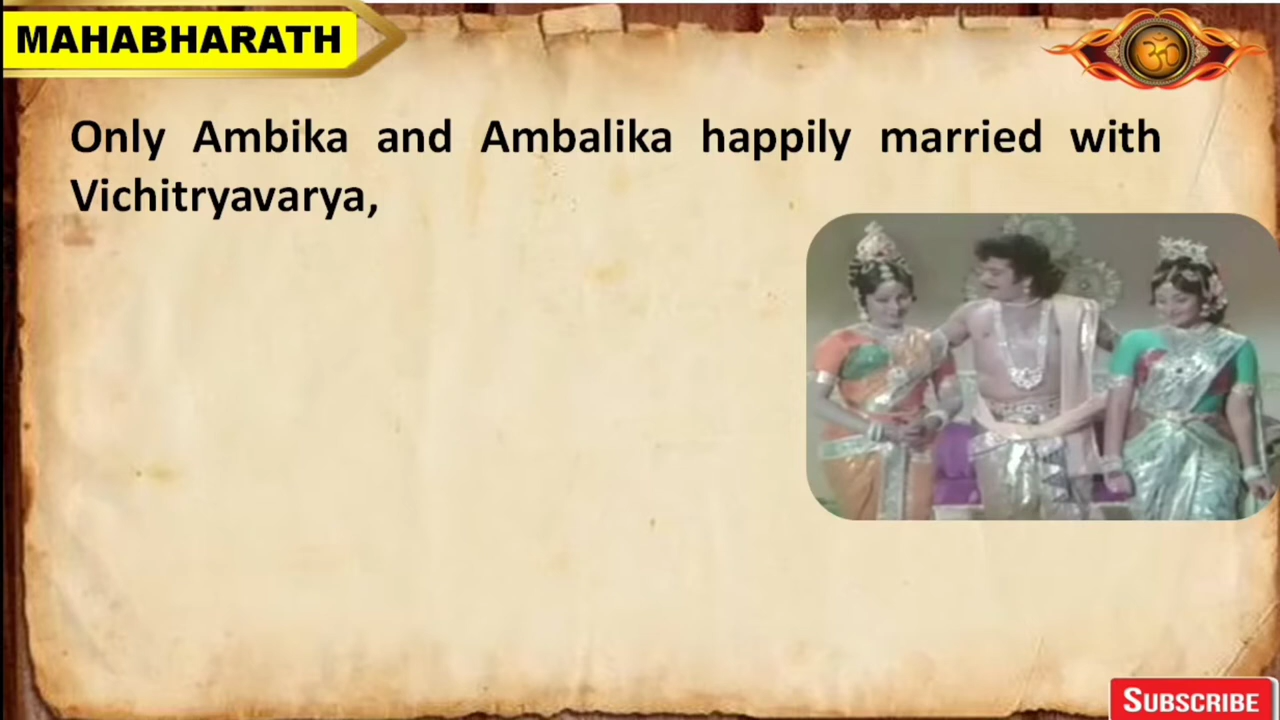 MAHABHARATH
ॐ
Only Ambika and Ambalika happily married with
Vichitryavarya,
SUBSCRIBE